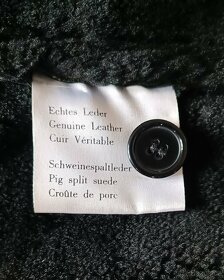 Echtes Leder
Genuine Leather
Cuir Véritable
Schweinespaltleder
Pig split suede
Croûte de porc